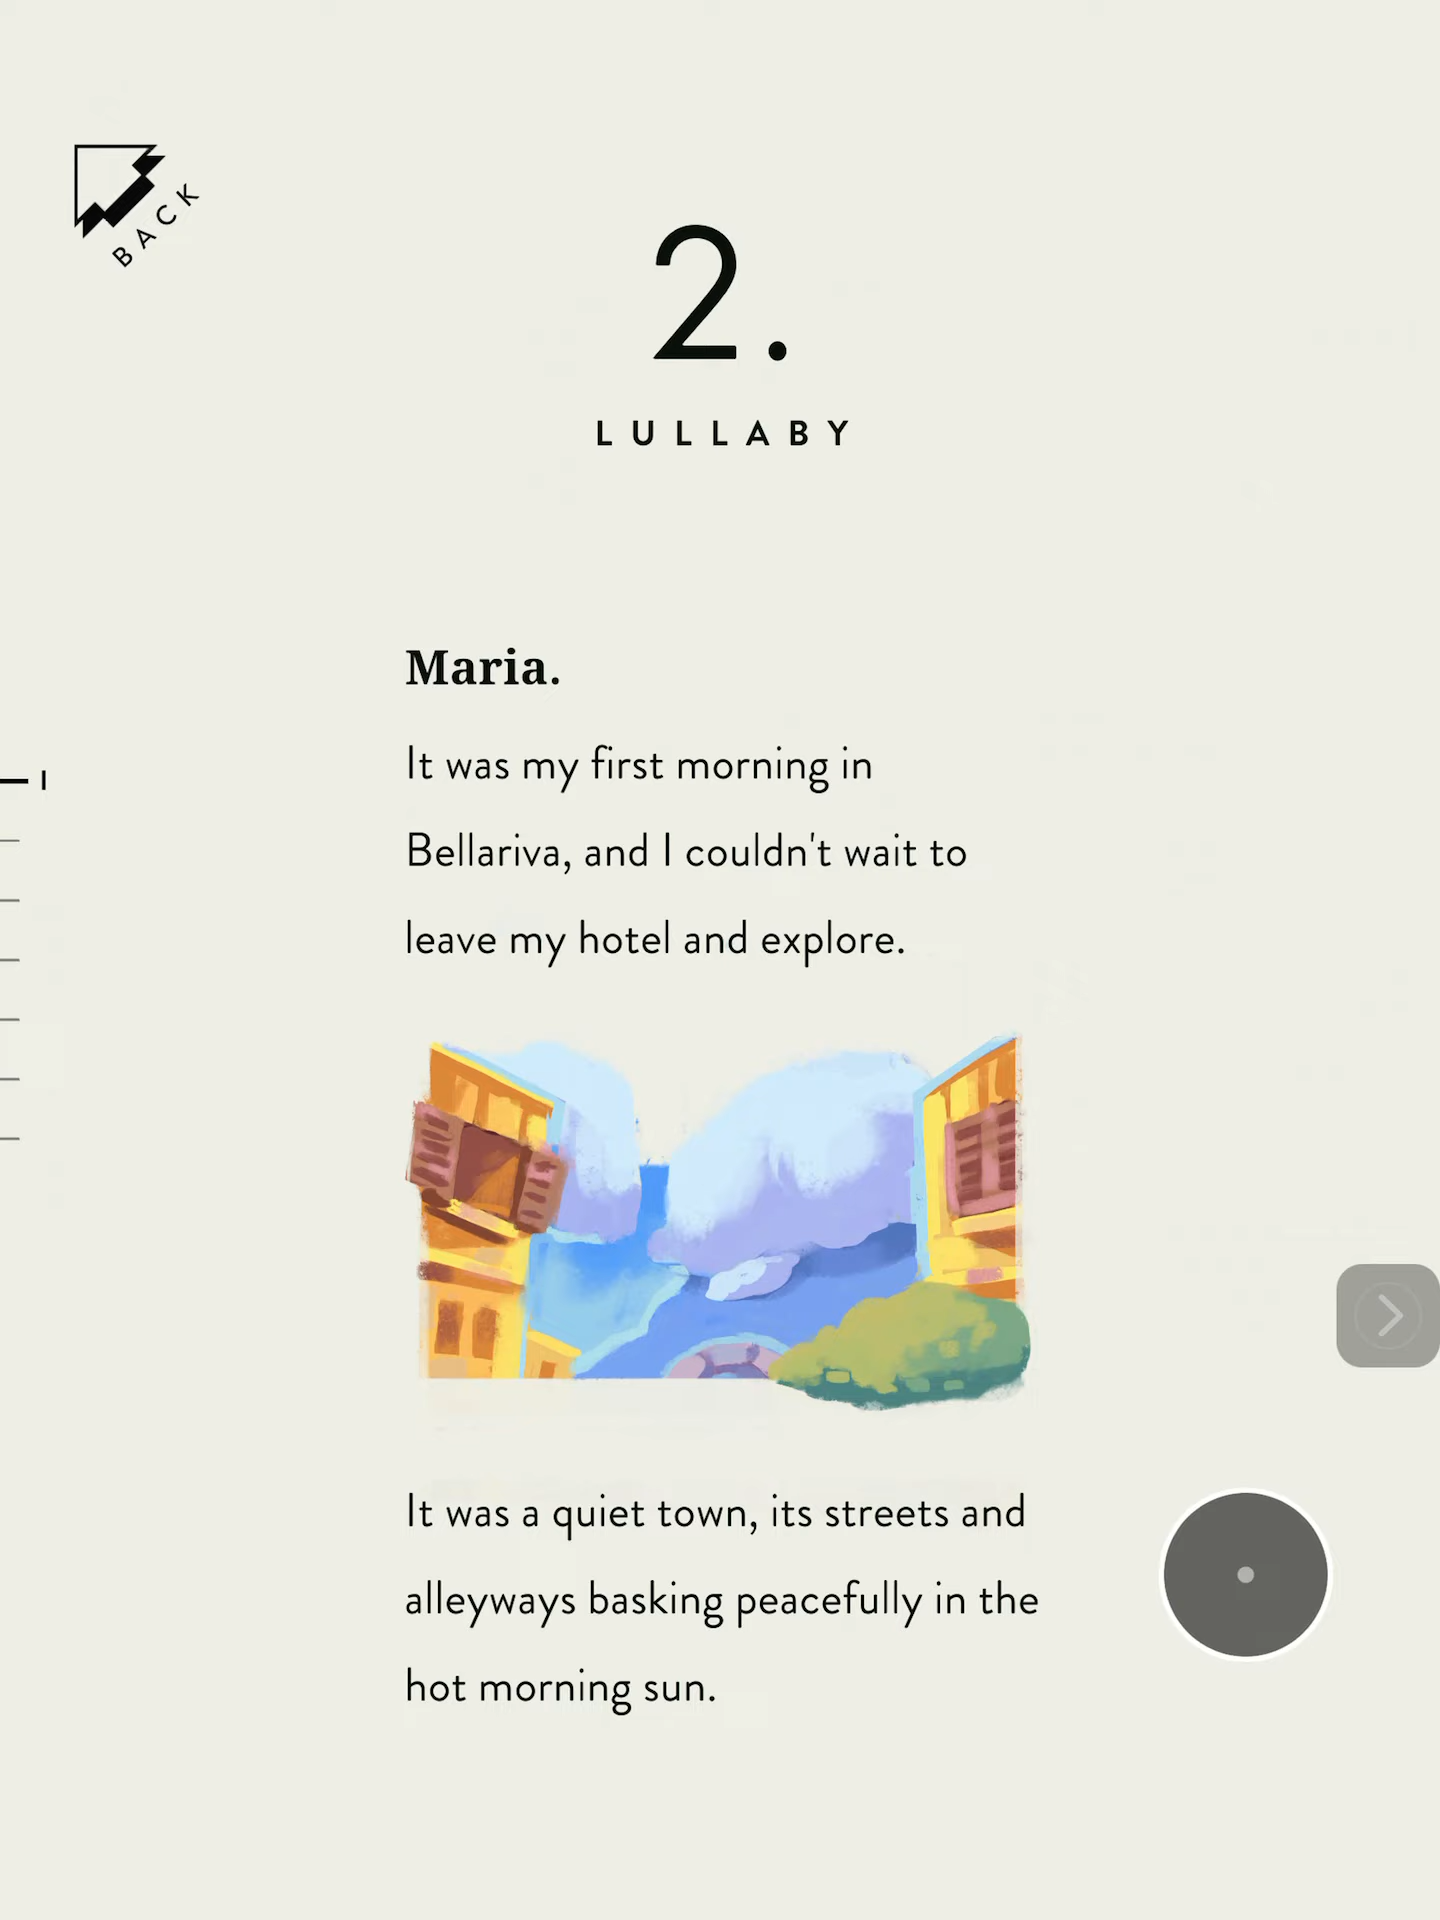 BACK
2.
LULLABY
Maria.
It was my first morning in
Bellariva, and I couldn't wait to
leave my hotel and explore.
It was a quiet town, its streets and
alleyways basking peacefully in the
hot morning sun.